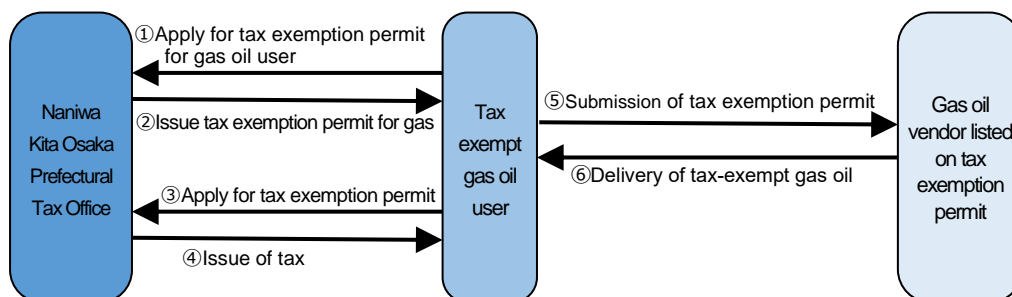 ①Apply for tax exemption permit
for gas oil user
Naniwa
Kita Osaka
Prefectural
Tax Office
②Issue tax exemption permit for gas
③Apply for tax exemption permit
④Issue of tax
Tax
exempt
gas oil
user
⑤Submission of tax exemption permit
⑥Delivery of tax-exempt gas oil
Gas oil
vendor listed
on tax
exemption
permit